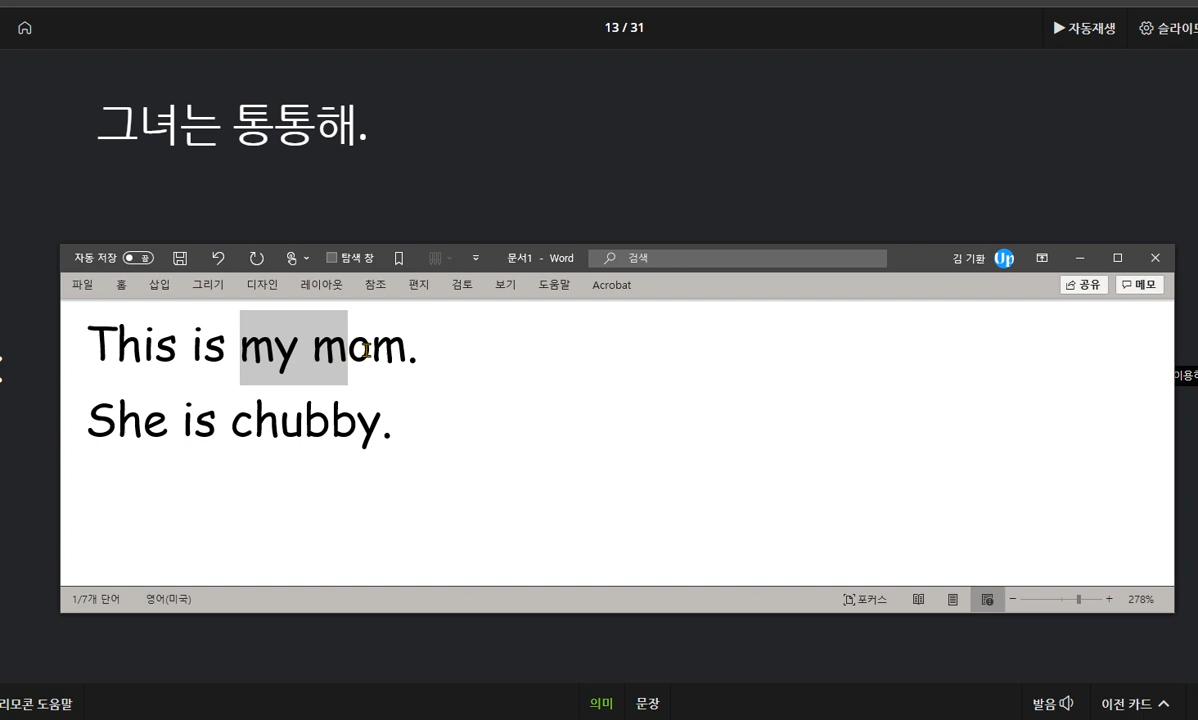 13 / 31
자동재생
슬라이드
그녀는 통통해.
자동 저장 끔
탐색 창
문서1 - Word
검색
김 기환
Up
파일 홈 삽입 그리기 디자인 레이아웃 참조 편지 검토 보기 도움말 Acrobat
공유
메모
This is my mom.
She is chubby.
이용하
1/7개 단어
영어(미국)
포커스
278%
리모콘 도움말
의미
문장
발음
이전 카드